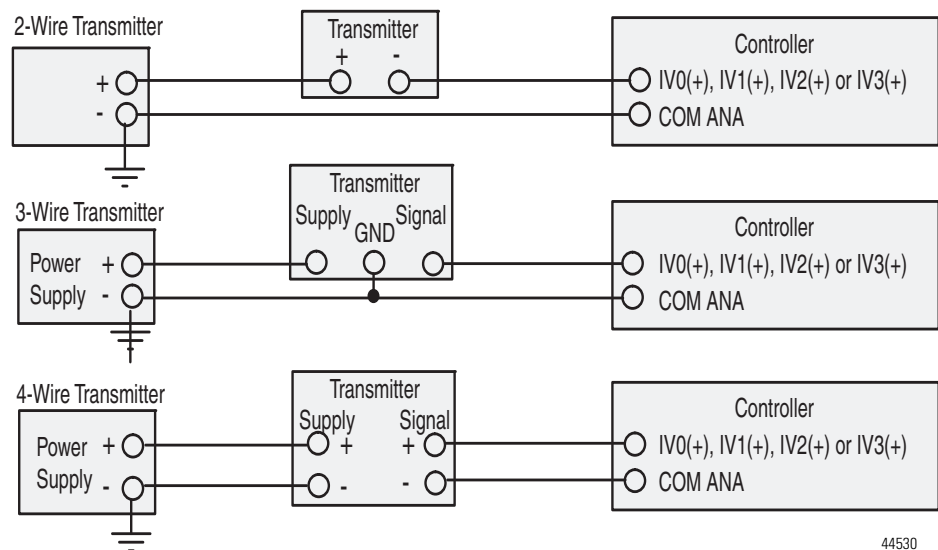 2-Wire Transmitter
+
-
Transmitter
+ -
Controller
IV0(+), IV1(+), IV2(+) or IV3(+)
COM ANA
3-Wire Transmitter
Power Supply
+
-
Transmitter
Supply GND Signal
Controller
IV0(+), IV1(+), IV2(+) or IV3(+)
COM ANA
4-Wire Transmitter
Power Supply
+
-
Transmitter
Supply Signal
+ +
- -
Controller
IV0(+), IV1(+), IV2(+) or IV3(+)
COM ANA
44530